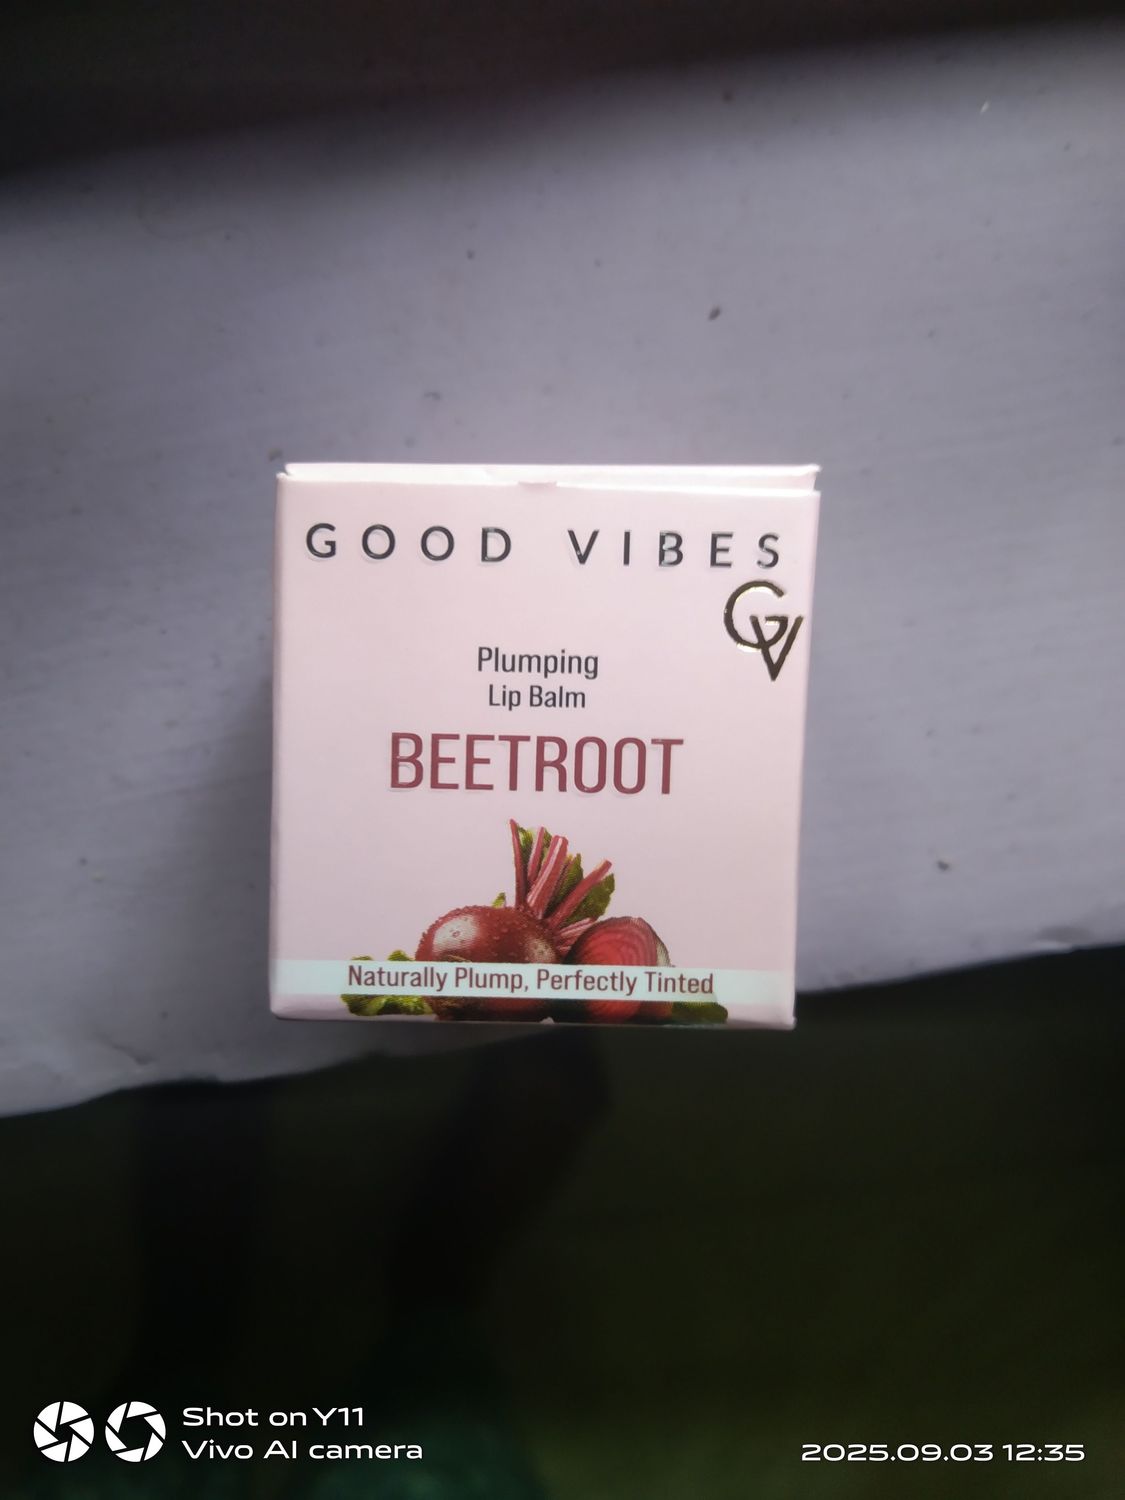 GOOD VIBES
GV
Plumping
Lip Balm
BEETROOT
Naturally Plump, Perfectly Tinted
Shot on Y11
Vivo AI camera
2025.09.03 12:35